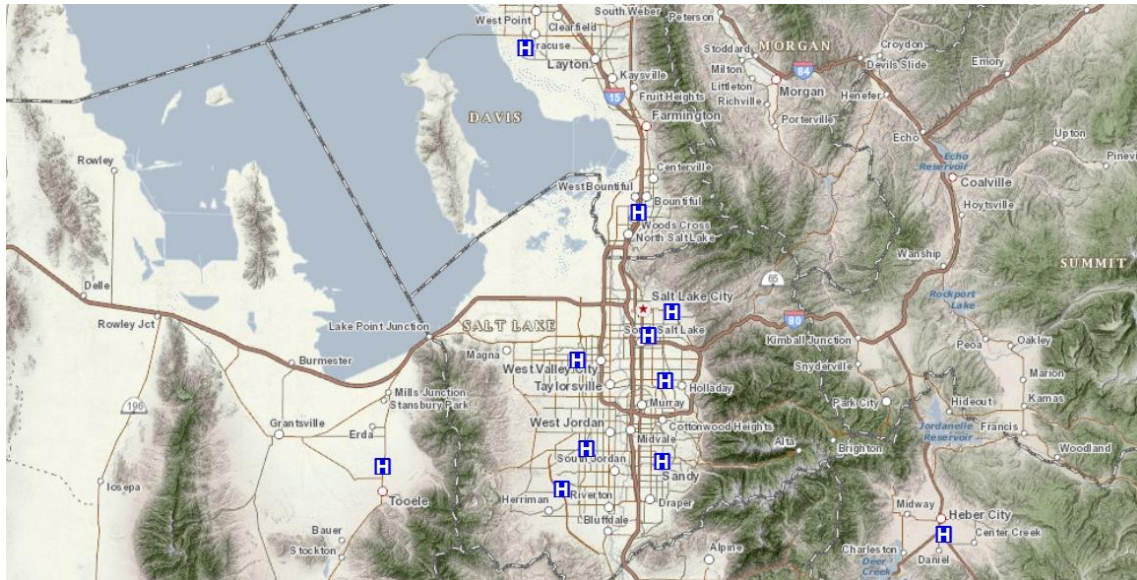 South Weber
Peterson
West Point
Clearfield
H
Syracuse
Layton
Kaysville
15
Fruit Heights
Farmington
DAVIS
Stoddard
MORGAN
Croydon
Devils Slide
Milton
84
Emory
Littleton
Morgan
Richville
Henefer
Porterville
Echo
Upton
Echo
Reservoir
Rowley
Centerville
Coalville
West Bountiful
Bountiful
H
Woods Cross
Hoytsville
North Salt Lake
Wanship
SUMMIT
65
Delle
Salt Lake City
Rockport
Lake
H
Rowley Jct
Lake Point Junction
SALT LAKE
South Salt Lake
H
80
Kimball Junction
Peoa
Oakley
Magna
H
Burmester
West Valley City
Snyderville
Marion
Taylorsville
H
Holladay
Mills Junction
Stansbury Park
196
Murray
Park City
Hideout
Kamas
Grantsville
Erda
West Jordan
Cottonwood Heights
Jordanelle
Reservoir
Francis
Midvale
Alta
Brighton
Woodland
H
South Jordan
H
H
Sandy
Iosepa
Tooele
H
Herriman
Riverton
Draper
Midway
Heber City
Bluffdale
H
Center Creek
Bauer
Stockton
Alpine
Charleston
Daniel
Deer
Creek